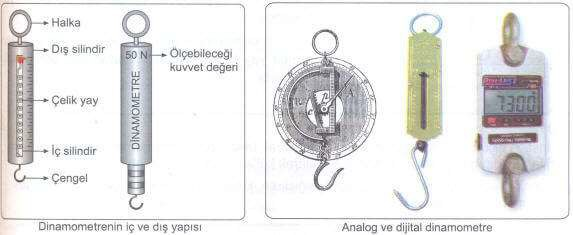 Halka
Dış silindir
Çelik yay
İç silindir
Çengel
50 N
DİNAMOMETRE
Ölçebileceği
kuvvet değeri
Dinamometrenin iç ve dış yapısı
7300
Analog ve dijital dinamometre